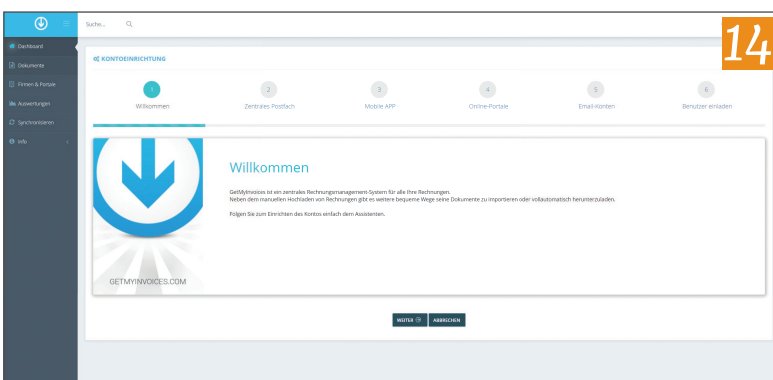 Suche...
14
Dashboard
Dokumente
Firmen & Portale
Auswertungen
Synchronisieren
Info
KONTOEINRICHTUNG
1
2
3
4
5
6
Willkommen
Zentrales Postfach
Mobile APP
Online-Portale
Email-Konten
Benutzer einladen
Willkommen
GetMyInvoices ist ein zentrales Rechnungsmanagement-System für alle Ihre Rechnungen.
Neben dem manuellen Hochladen von Rechnungen gibt es weitere bequeme Wege seine Dokumente zu importieren oder vollautomatisch herunterzuladen.
Folgen Sie zum Einrichten des Kontos einfach dem Assistenten.
GETMYINVOICES.COM
WEITER
ABBRECHEN